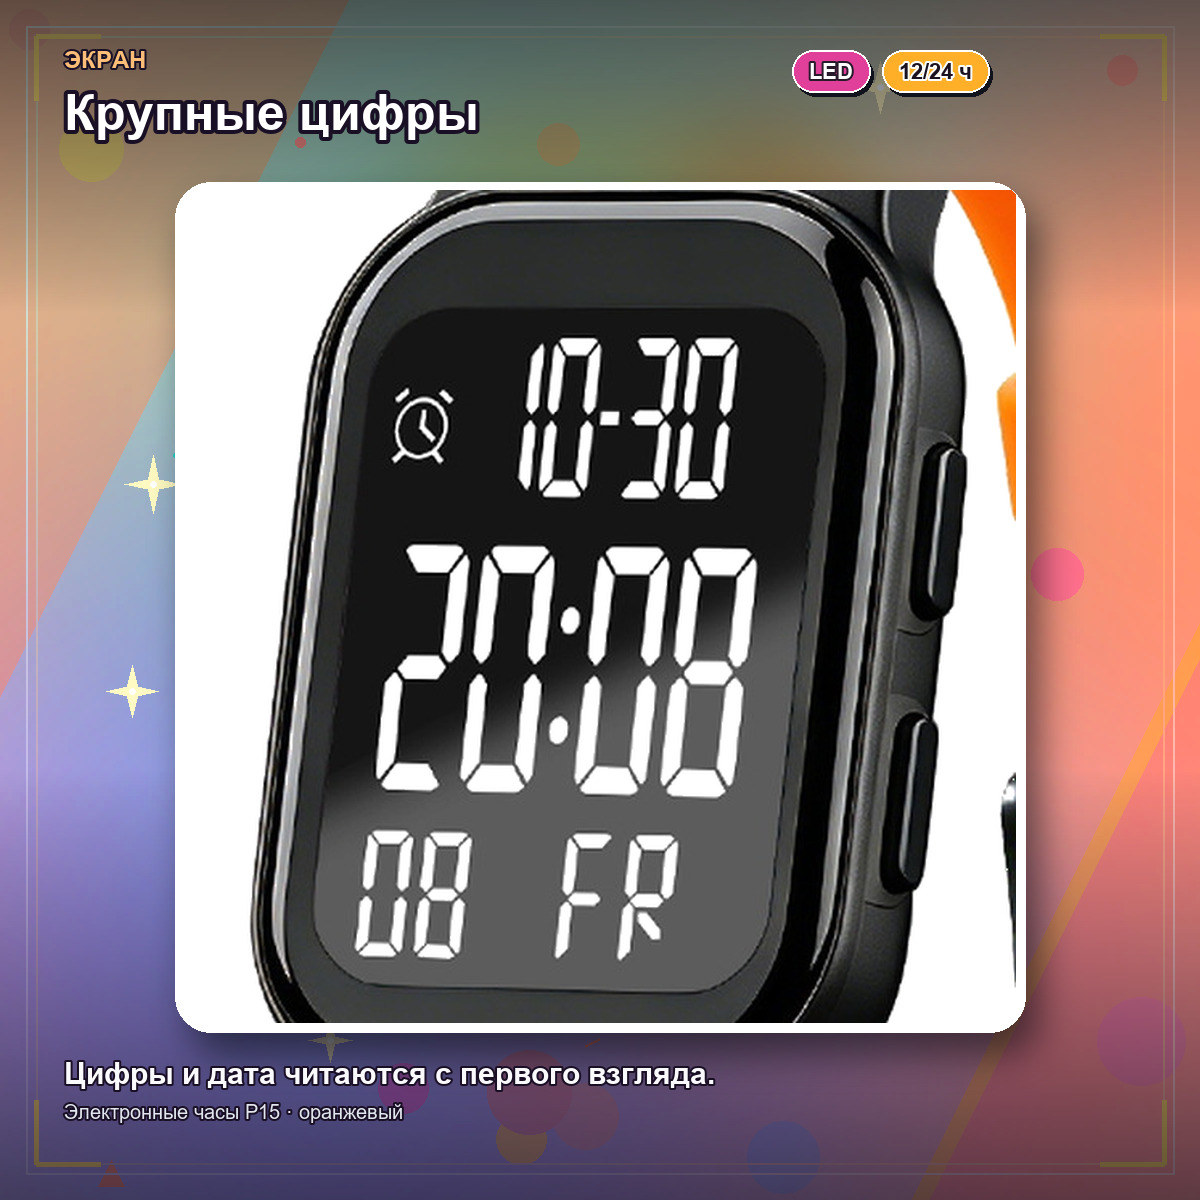 ЭКРАН
Крупные цифры
LED
12/24 ч
10-30
20:08
08 FR
Цифры и дата читаются с первого взгляда.
Электронные часы P15 · оранжевый